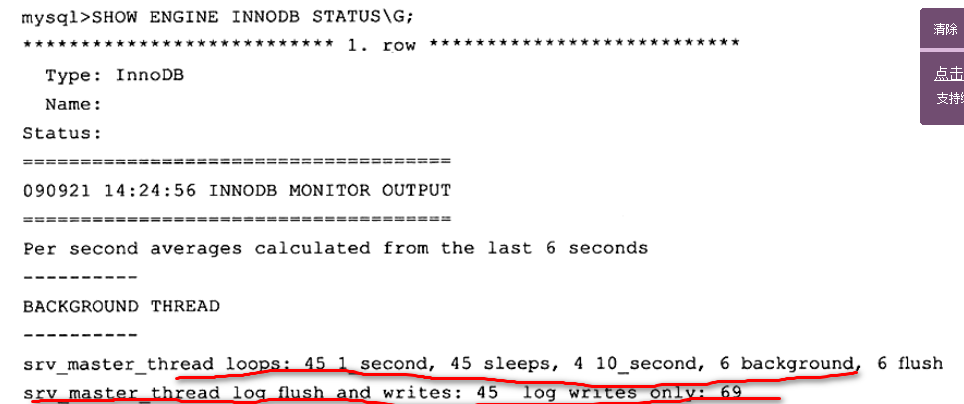 mysql>SHOW ENGINE INNODB STATUS\G;
*************************** 1. row ***************************
Type: InnoDB
Name:
Status:
=====================================
090921 14:24:56 INNODB MONITOR OUTPUT
=====================================
Per second averages calculated from the last 6 seconds
----------
BACKGROUND THREAD
----------
srv_master_thread loops: 45 1_second, 45 sleeps, 4 10_second, 6 background, 6 flush
srv_master_thread log flush and writes: 45 log writes only: 69
清除
点击
支持